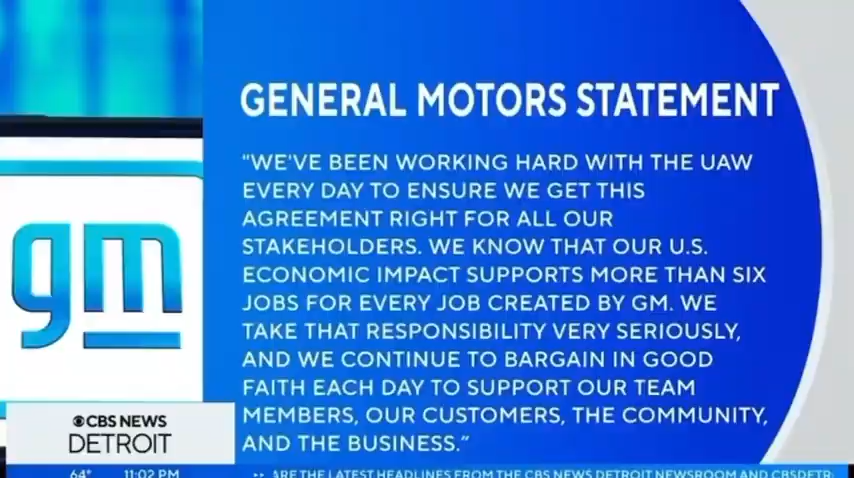 GENERAL MOTORS STATEMENT
"WE'VE BEEN WORKING HARD WITH THE UAW
EVERY DAY TO ENSURE WE GET THIS
AGREEMENT RIGHT FOR ALL OUR
STAKEHOLDERS. WE KNOW THAT OUR U.S.
ECONOMIC IMPACT SUPPORTS MORE THAN SIX
JOBS FOR EVERY JOB CREATED BY GM. WE
TAKE THAT RESPONSIBILITY VERY SERIOUSLY,
AND WE CONTINUE TO BARGAIN IN GOOD
FAITH EACH DAY TO SUPPORT OUR TEAM
MEMBERS, OUR CUSTOMERS, THE COMMUNITY,
AND THE BUSINESS."
gm
CBS NEWS
DETROIT
64° 11:02 PM ARE THE LATEST HEADLINES FROM THE CBS NEWS DETROIT NEWSROOM AND